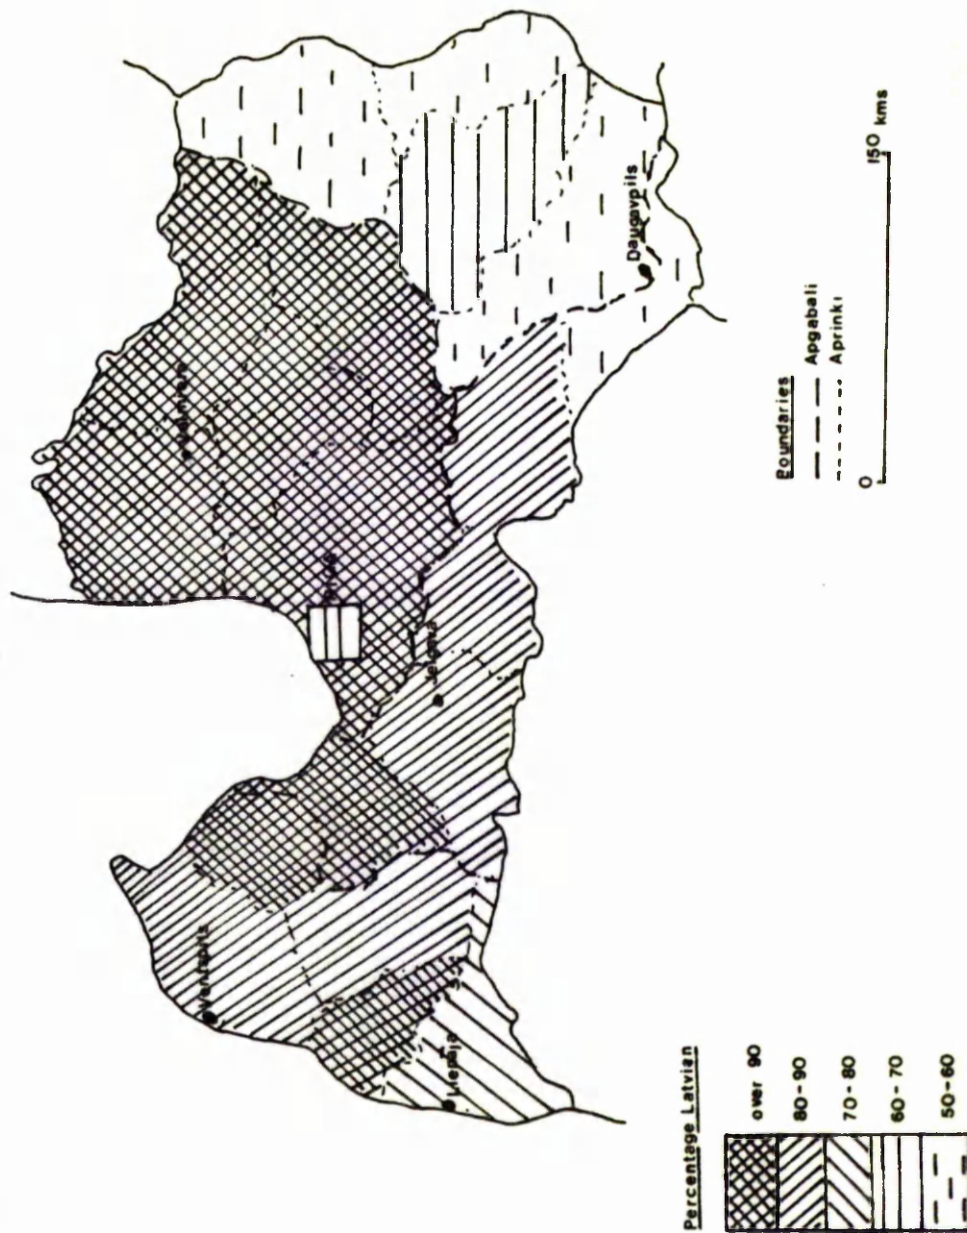 Ventspils
Liepāja
Jelgava
Daugavpils
Percentage Latvian
over 90
80-90
70-80
60-70
50-60
Boundaries
Apgabali
Aprinki
0
150 kms